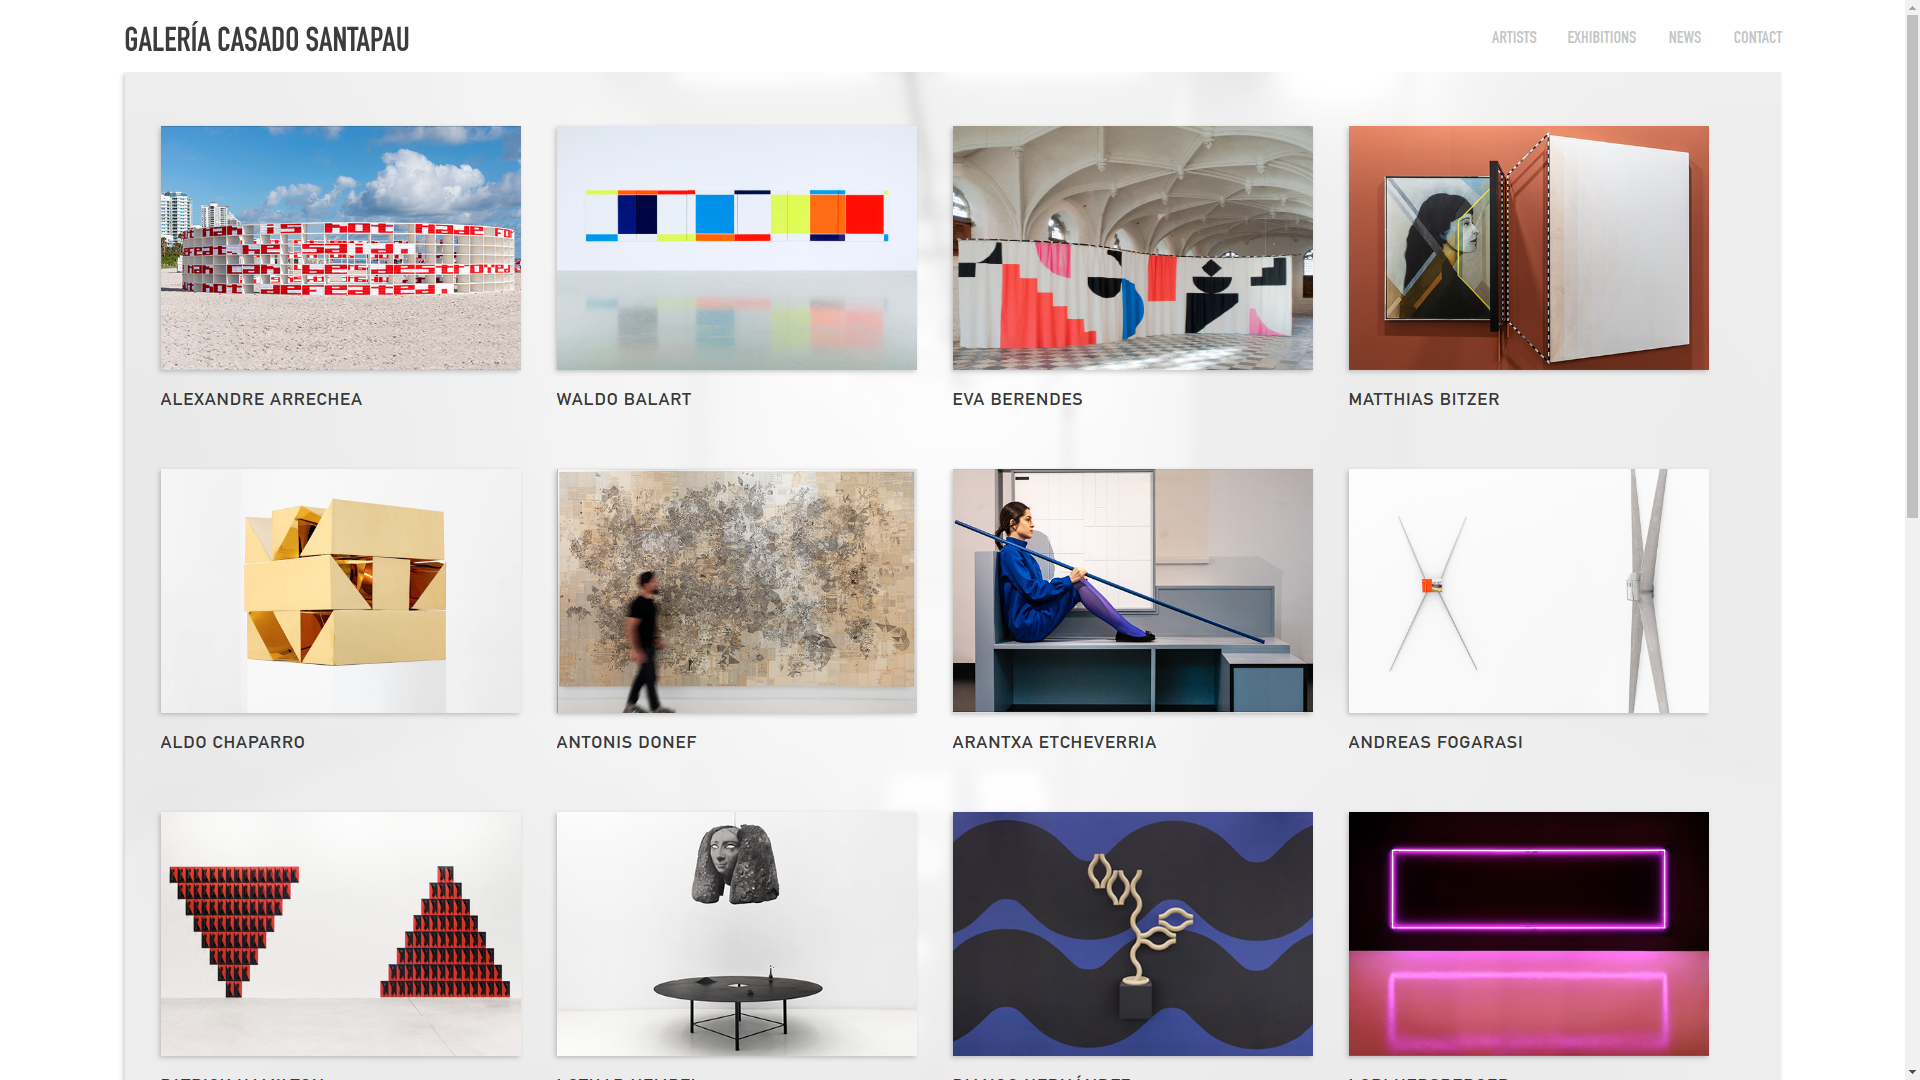 GALERÍA CASADO SANTAPAU
ARTISTS
EXHIBITIONS
NEWS
CONTACT
ALEXANDRE ARRECHEA
WALDO BALART
EVA BERENDES
MATTHIAS BITZER
ALDO CHAPARRO
ANTONIS DONEF
ARANTXA ETCHEVERRIA
ANDREAS FOGARASI